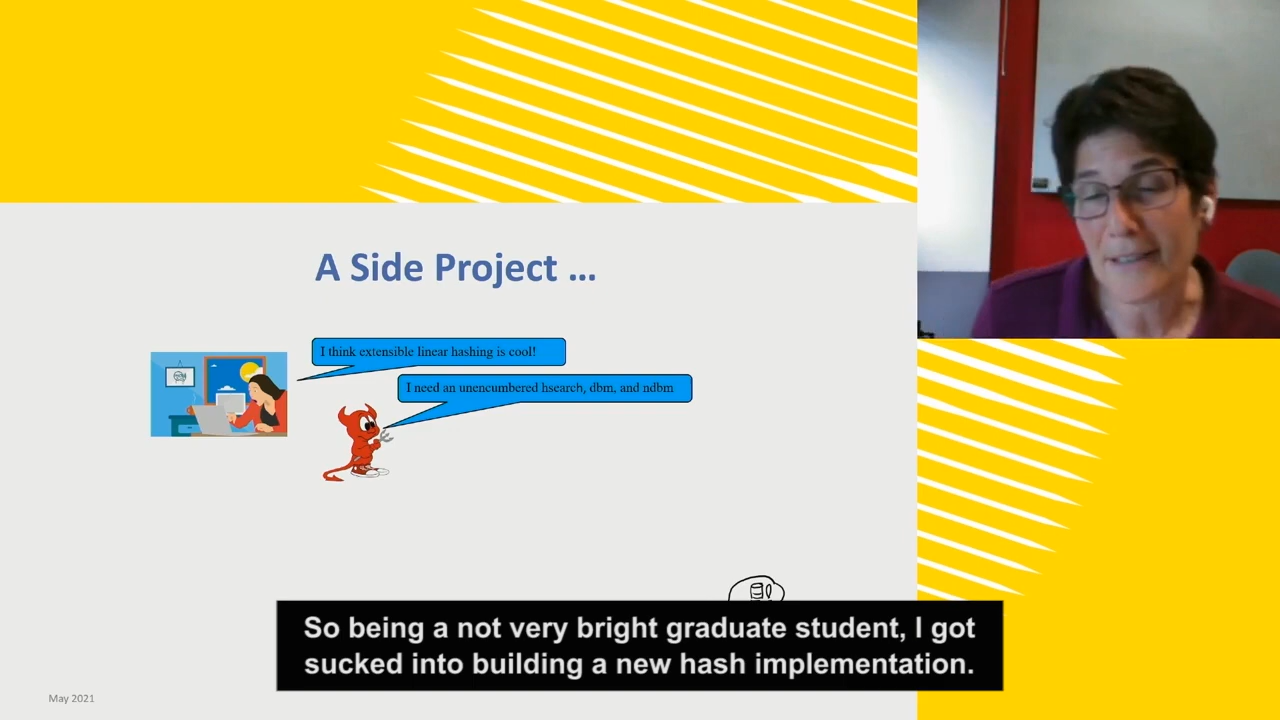 A Side Project ...
I think extensible linear hashing is cool!
I need an unencumbered hsearch, dbm, and ndbm
So being a not very bright graduate student, I got
sucked into building a new hash implementation.
May 2021